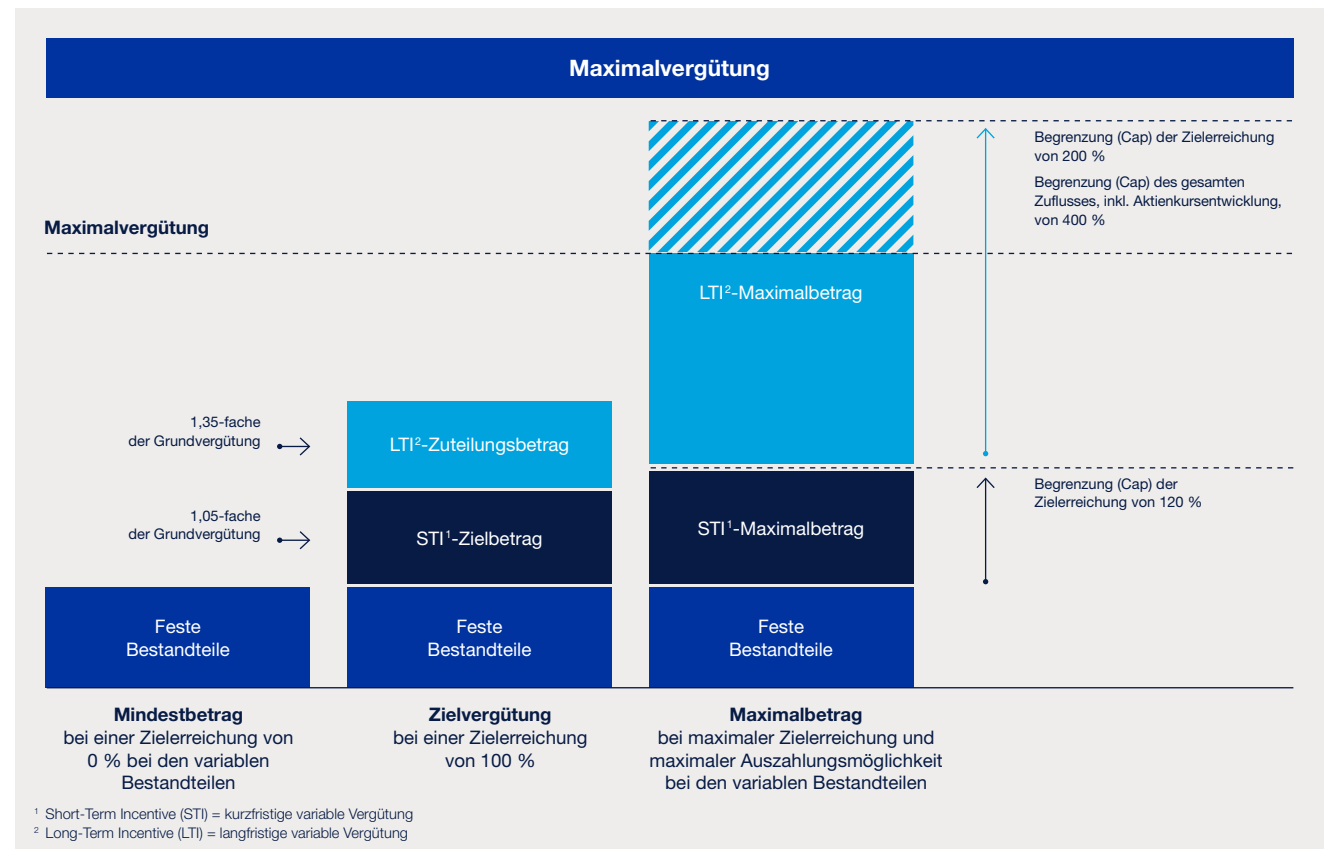 Maximalvergütung
Begrenzung (Cap) der Zielerreichung
von 200 %
Begrenzung (Cap) des gesamten
Zuflusses, inkl. Aktienkursentwicklung,
von 400 %
Maximalvergütung
LTI²-Maximalbetrag
1,35-fache
der Grundvergütung
LTI²-Zuteilungsbetrag
Begrenzung (Cap) der
Zielerreichung von 120 %
1,05-fache
der Grundvergütung
STI¹-Zielbetrag
STI¹-Maximalbetrag
Feste
Bestandteile
Feste
Bestandteile
Feste
Bestandteile
Mindestbetrag
bei einer Zielerreichung von
0 % bei den variablen
Bestandteilen
Zielvergütung
bei einer Zielerreichung
von 100 %
Maximalbetrag
bei maximaler Zielerreichung und
maximaler Auszahlungsmöglichkeit
bei den variablen Bestandteilen
¹ Short-Term Incentive (STI) = kurzfristige variable Vergütung
² Long-Term Incentive (LTI) = langfristige variable Vergütung